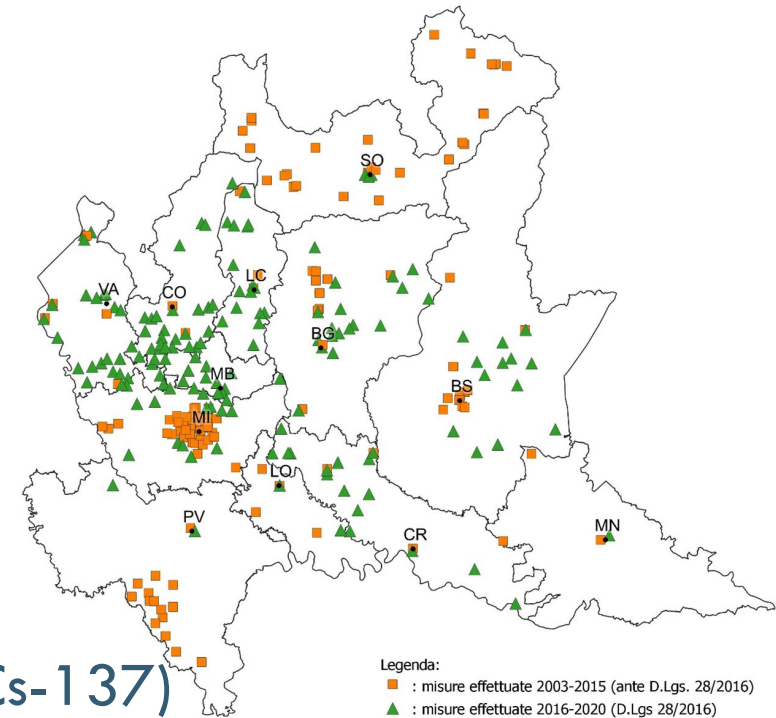 SO
VA
CO
LC
BG
MB
BS
MI
LO
PV
CR
MN
Cs-137)
Legenda:
: misure effettuate 2003-2015 (ante D.Lgs. 28/2016)
: misure effettuate 2016-2020 (D.Lgs 28/2016)